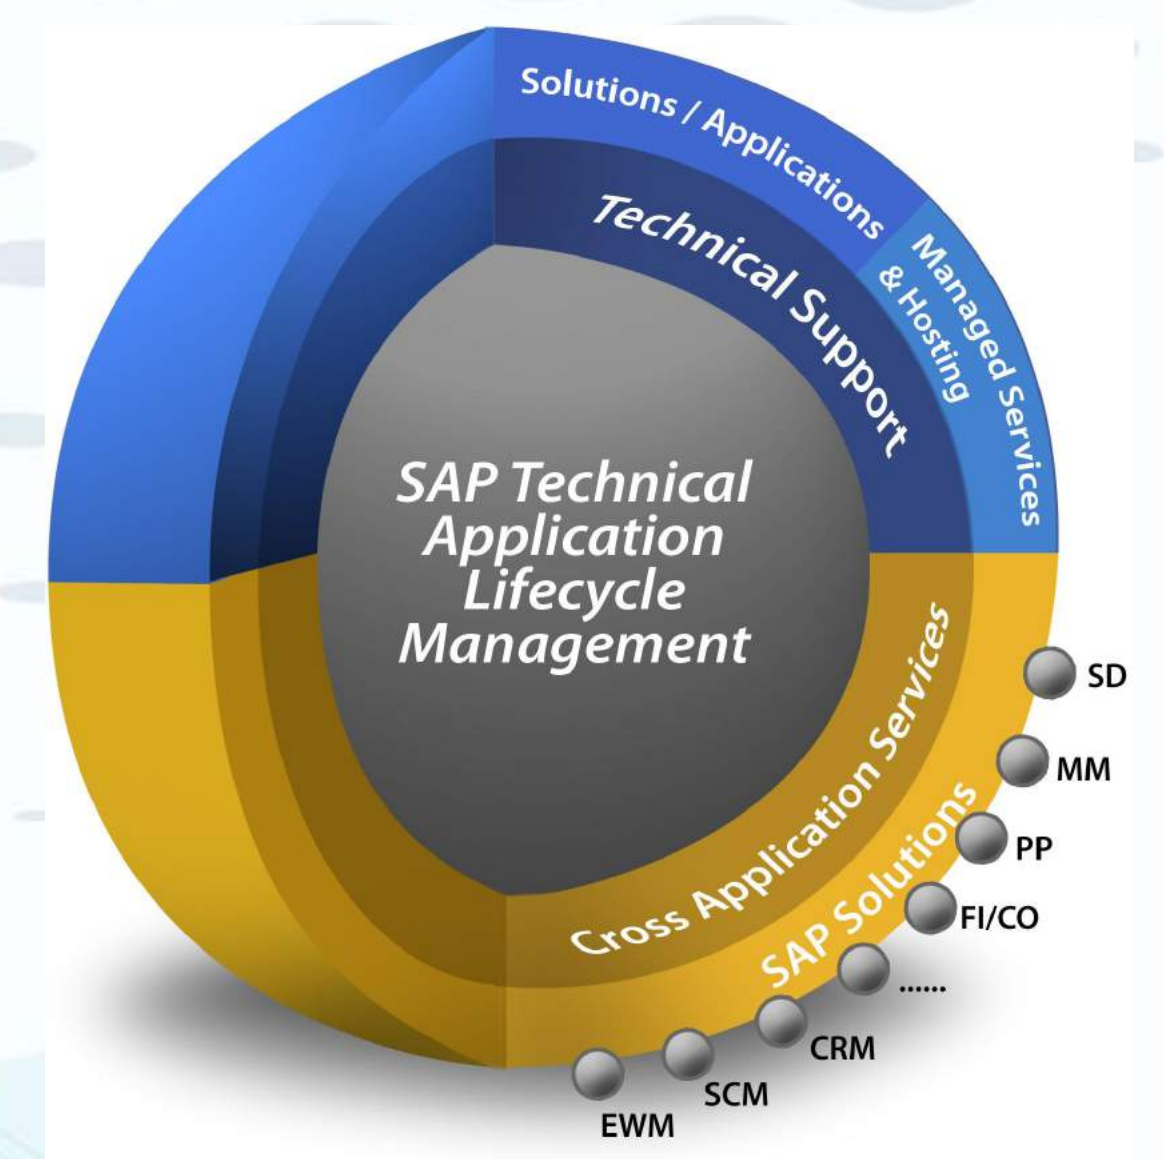 Solutions / Applications
Technical Support
Managed Services
& Hosting
SAP Technical
Application
Lifecycle
Management
Cross Application Services
SAP Solutions
SD
MM
PP
FI/CO
......
CRM
SCM
EWM